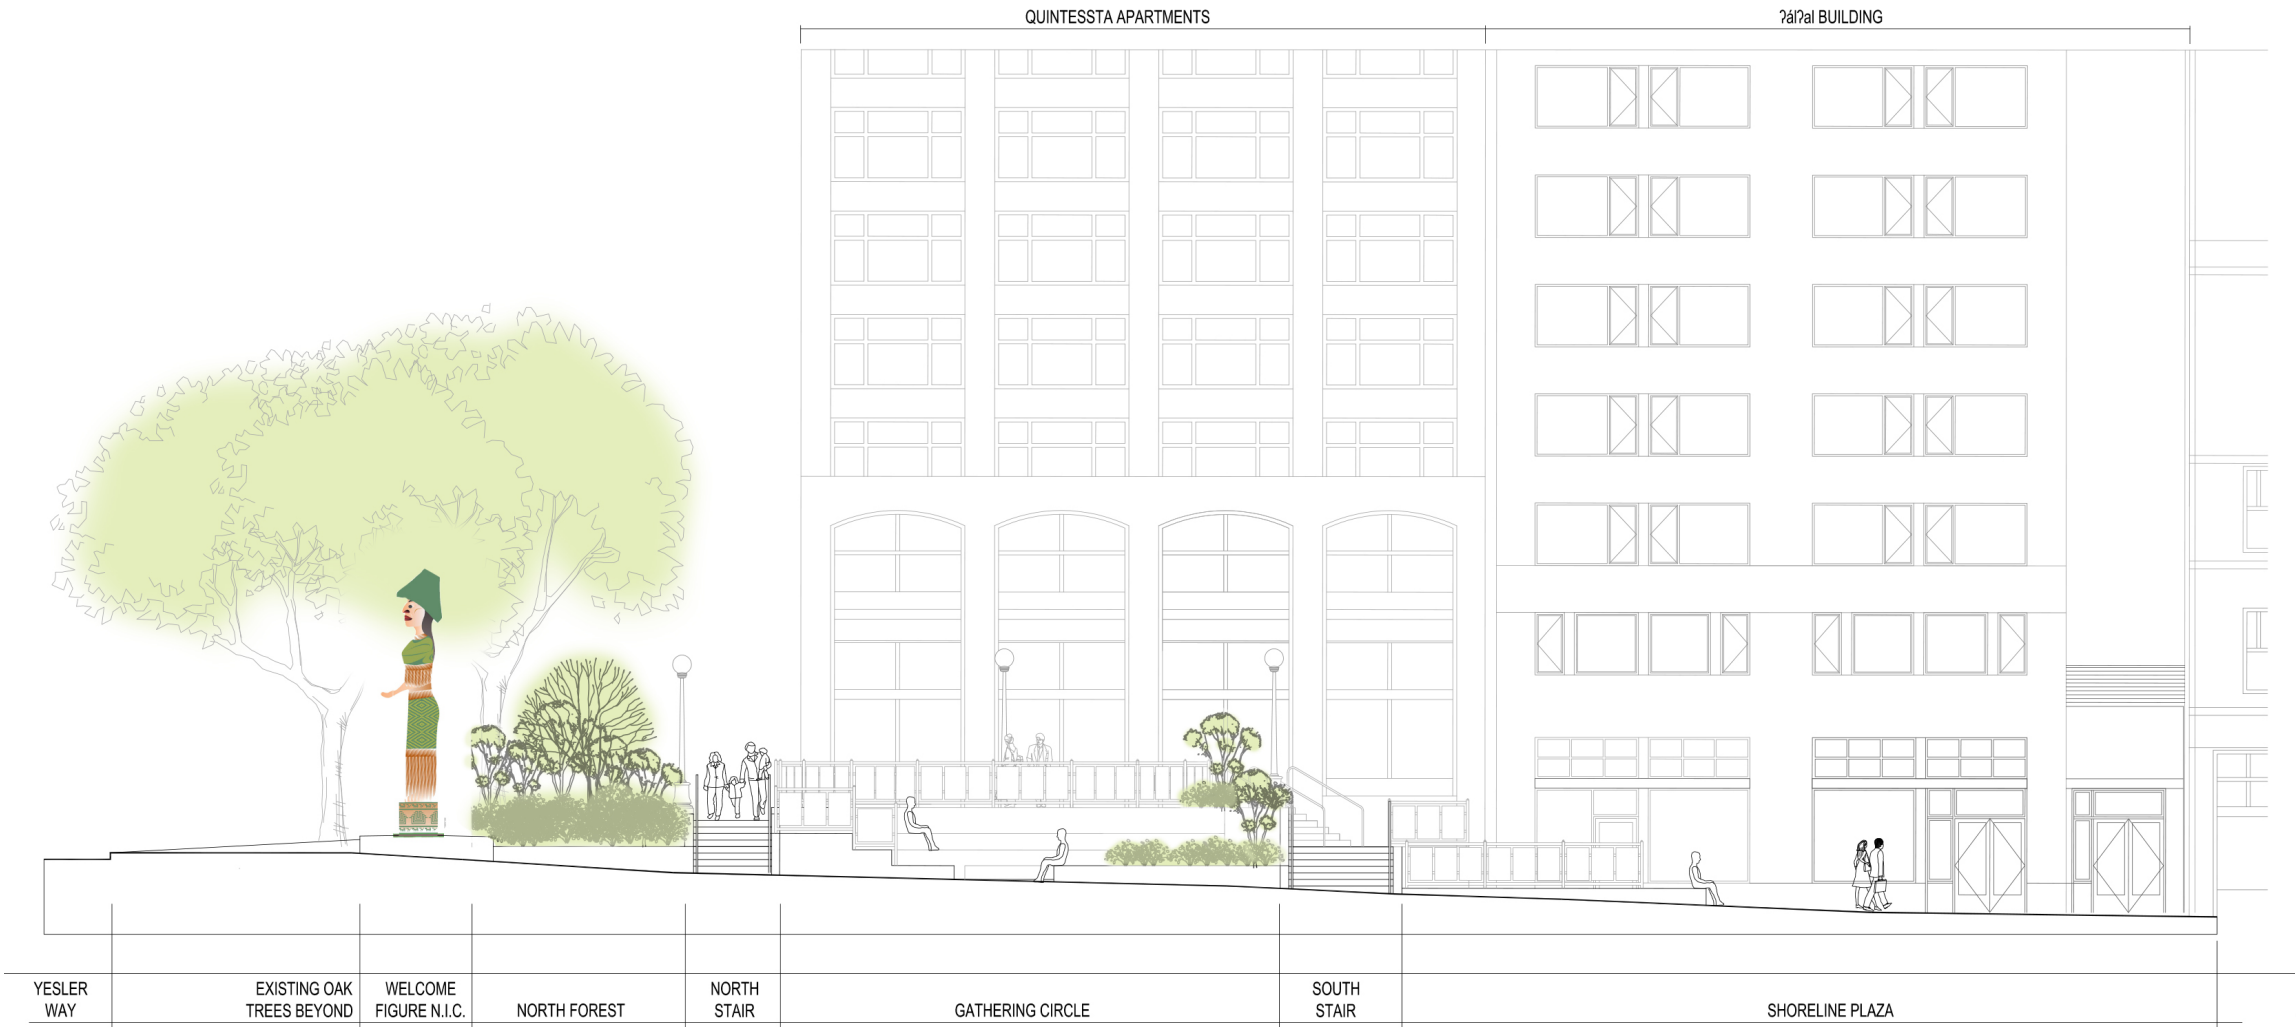 QUINTESSTA APARTMENTS
ʔálʔal BUILDING
YESLER
WAY
EXISTING OAK
TREES BEYOND
WELCOME
FIGURE N.I.C.
NORTH FOREST
NORTH
STAIR
GATHERING CIRCLE
SOUTH
STAIR
SHORELINE PLAZA